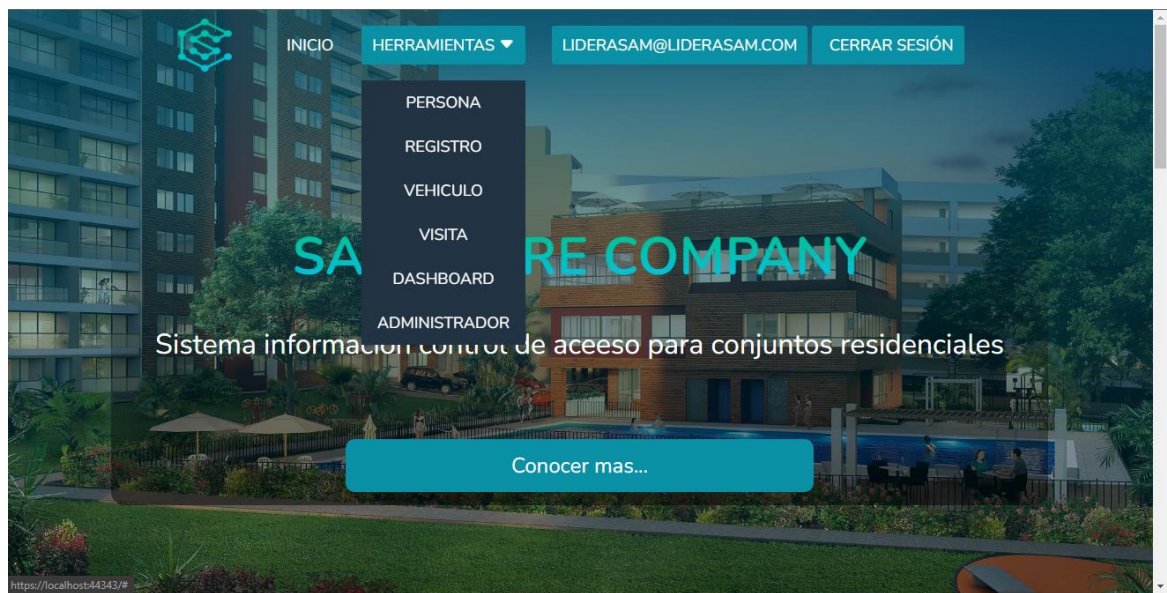 INICIO HERRAMIENTAS LIDERASAM@LIDERASAM.COM CERRAR SESIÓN
PERSONA
REGISTRO
VEHICULO
VISITA
DASHBOARD
ADMINISTRADOR
SA RE COMPANY
Sistema información control de aceeso para conjuntos residenciales
Conocer mas...
https://localhost:44343/#